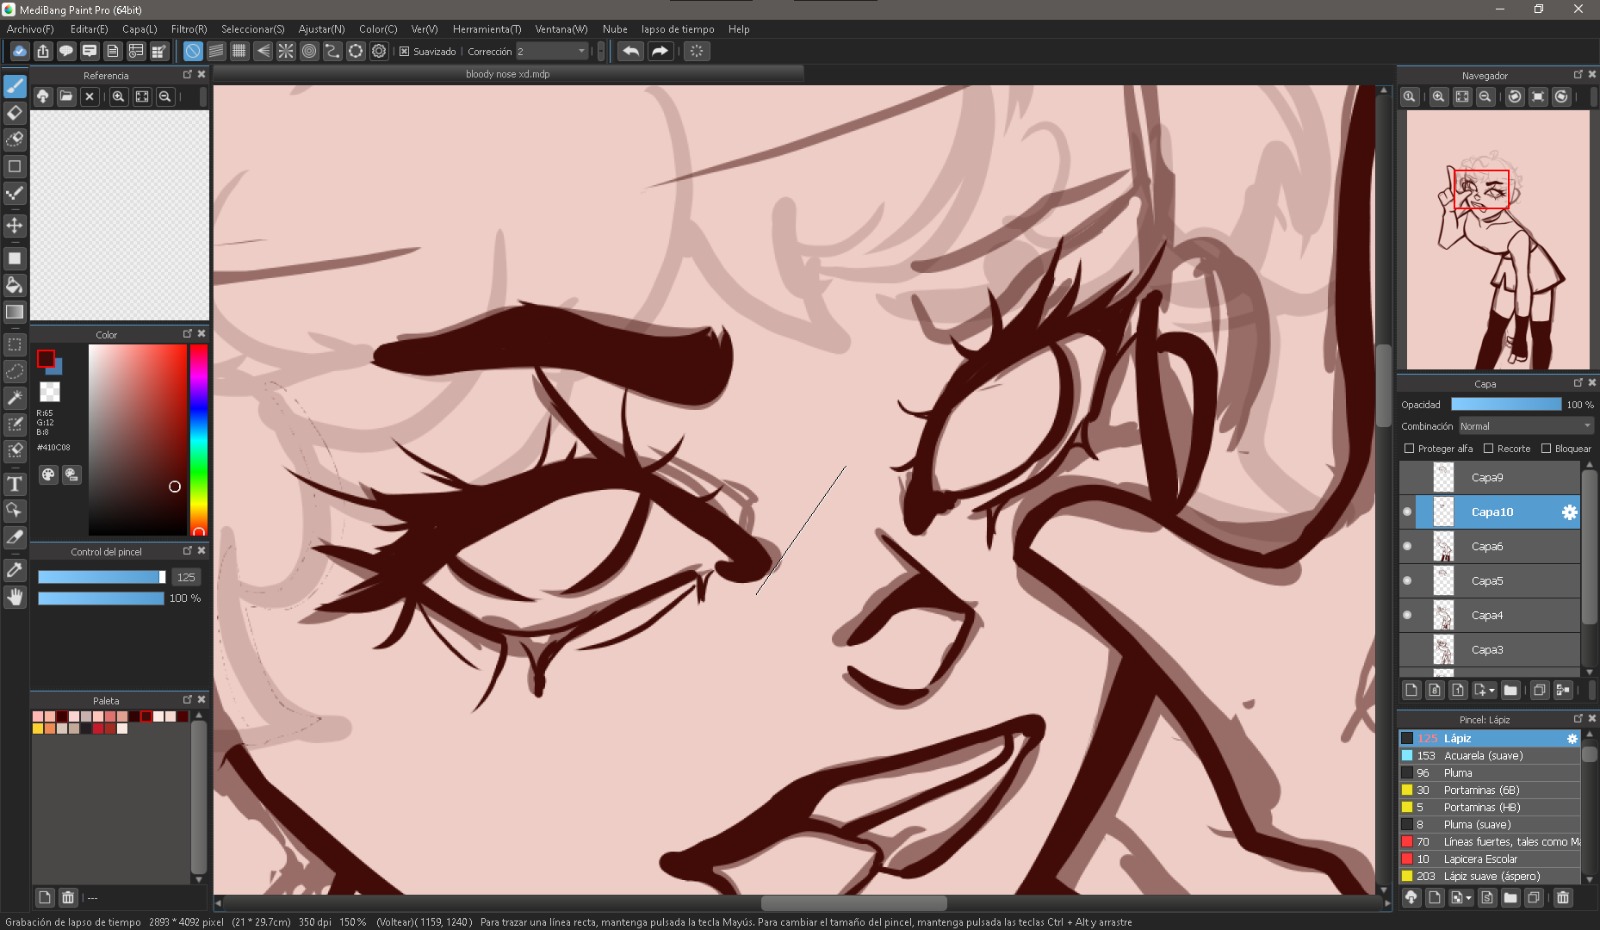 MediBang Paint Pro (64bit)
Archivo(F) Editar(E) Capa(L) Filtro(R) Seleccionar(S) Ajustar(N) Color(C) Ver(V) Herramienta(T) Ventana(W) Nube lapso de tiempo Help
Suavizado Corrección 2
Referencia
bloody nose xd.mdp
Navegador
Color
R:65
G:12
B:8
#410C08
Control del pincel
125
100 %
Paleta
---
Capa
Opacidad 100 %
Combinación Normal
Proteger alfa Recorte Bloquear
Capa9
Capa10
Capa6
Capa5
Capa4
Capa3
Pincel: Lápiz
125 Lápiz
153 Acuarela (suave)
96 Pluma
30 Portaminas (6B)
5 Portaminas (HB)
8 Pluma (suave)
70 Líneas fuertes, tales como Ma
10 Lapicera Escolar
203 Lápiz suave (áspero)
Grabación de lapso de tiempo 2893 * 4092 pixel (21 * 29.7cm) 350 dpi 150 % (Voltear)( 1159, 1240 ) Para trazar una línea recta, mantenga pulsada la tecla Mayús. Para cambiar el tamaño del pincel, mantenga pulsadas las teclas Ctrl + Alt y arrastre